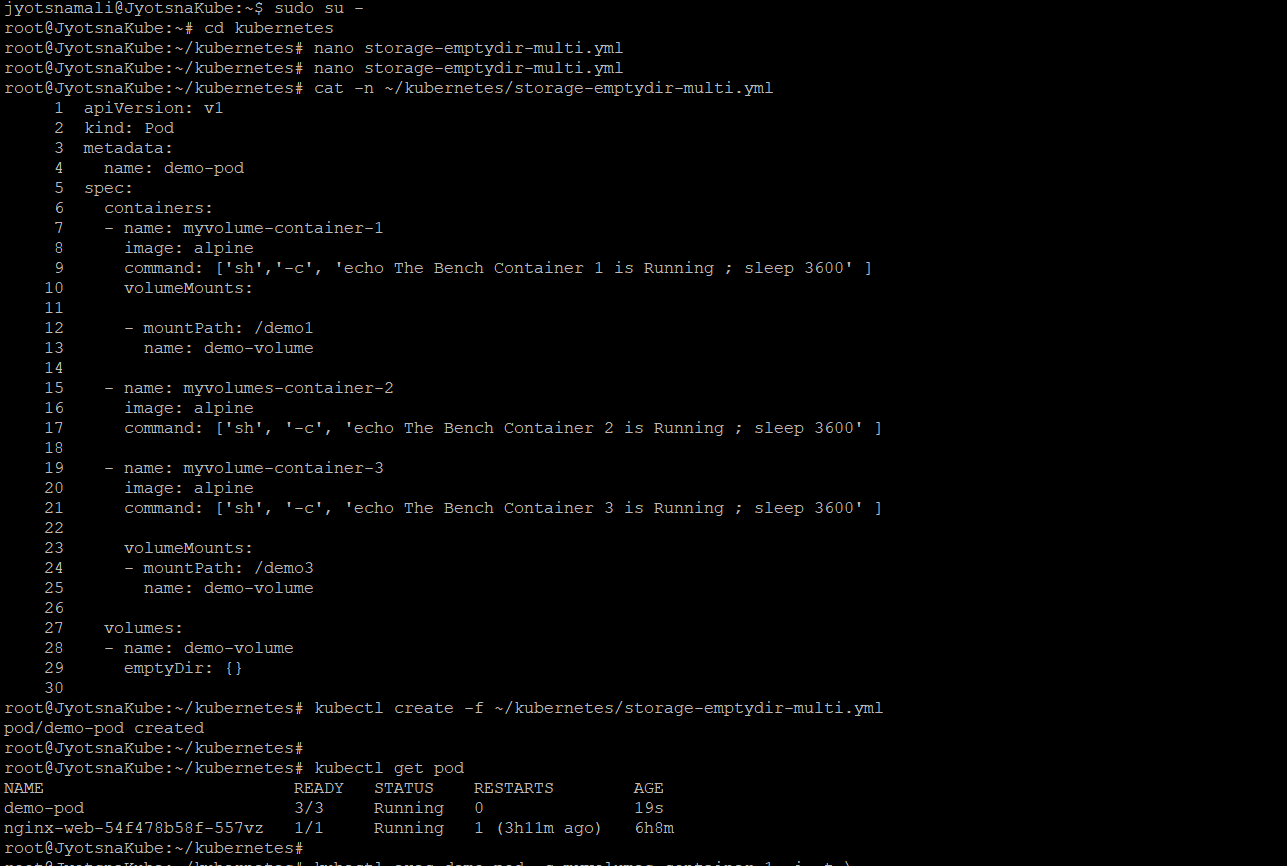 jyotsnamali@JyotsnaKube:~$ sudo su -
root@JyotsnaKube:~# cd kubernetes
root@JyotsnaKube:~/kubernetes# nano storage-emptydir-multi.yml
root@JyotsnaKube:~/kubernetes# nano storage-emptydir-multi.yml
root@JyotsnaKube:~/kubernetes# cat -n ~/kubernetes/storage-emptydir-multi.yml
     1  apiVersion: v1
     2  kind: Pod
     3  metadata:
     4    name: demo-pod
     5  spec:
     6    containers:
     7    - name: myvolume-container-1
     8      image: alpine
     9      command: ['sh','-c', 'echo The Bench Container 1 is Running ; sleep 3600' ]
    10      volumeMounts:
    11
    12      - mountPath: /demo1
    13        name: demo-volume
    14
    15    - name: myvolumes-container-2
    16      image: alpine
    17      command: ['sh', '-c', 'echo The Bench Container 2 is Running ; sleep 3600' ]
    18
    19    - name: myvolume-container-3
    20      image: alpine
    21      command: ['sh', '-c', 'echo The Bench Container 3 is Running ; sleep 3600' ]
    22
    23      volumeMounts:
    24      - mountPath: /demo3
    25        name: demo-volume
    26
    27    volumes:
    28    - name: demo-volume
    29      emptyDir: {}
    30
root@JyotsnaKube:~/kubernetes# kubectl create -f ~/kubernetes/storage-emptydir-multi.yml
pod/demo-pod created
root@JyotsnaKube:~/kubernetes#
root@JyotsnaKube:~/kubernetes# kubectl get pod
NAME                         READY   STATUS    RESTARTS        AGE
demo-pod                     3/3     Running   0               19s
nginx-web-54f478b58f-557vz   1/1     Running   1 (3h11m ago)   6h8m
root@JyotsnaKube:~/kubernetes#